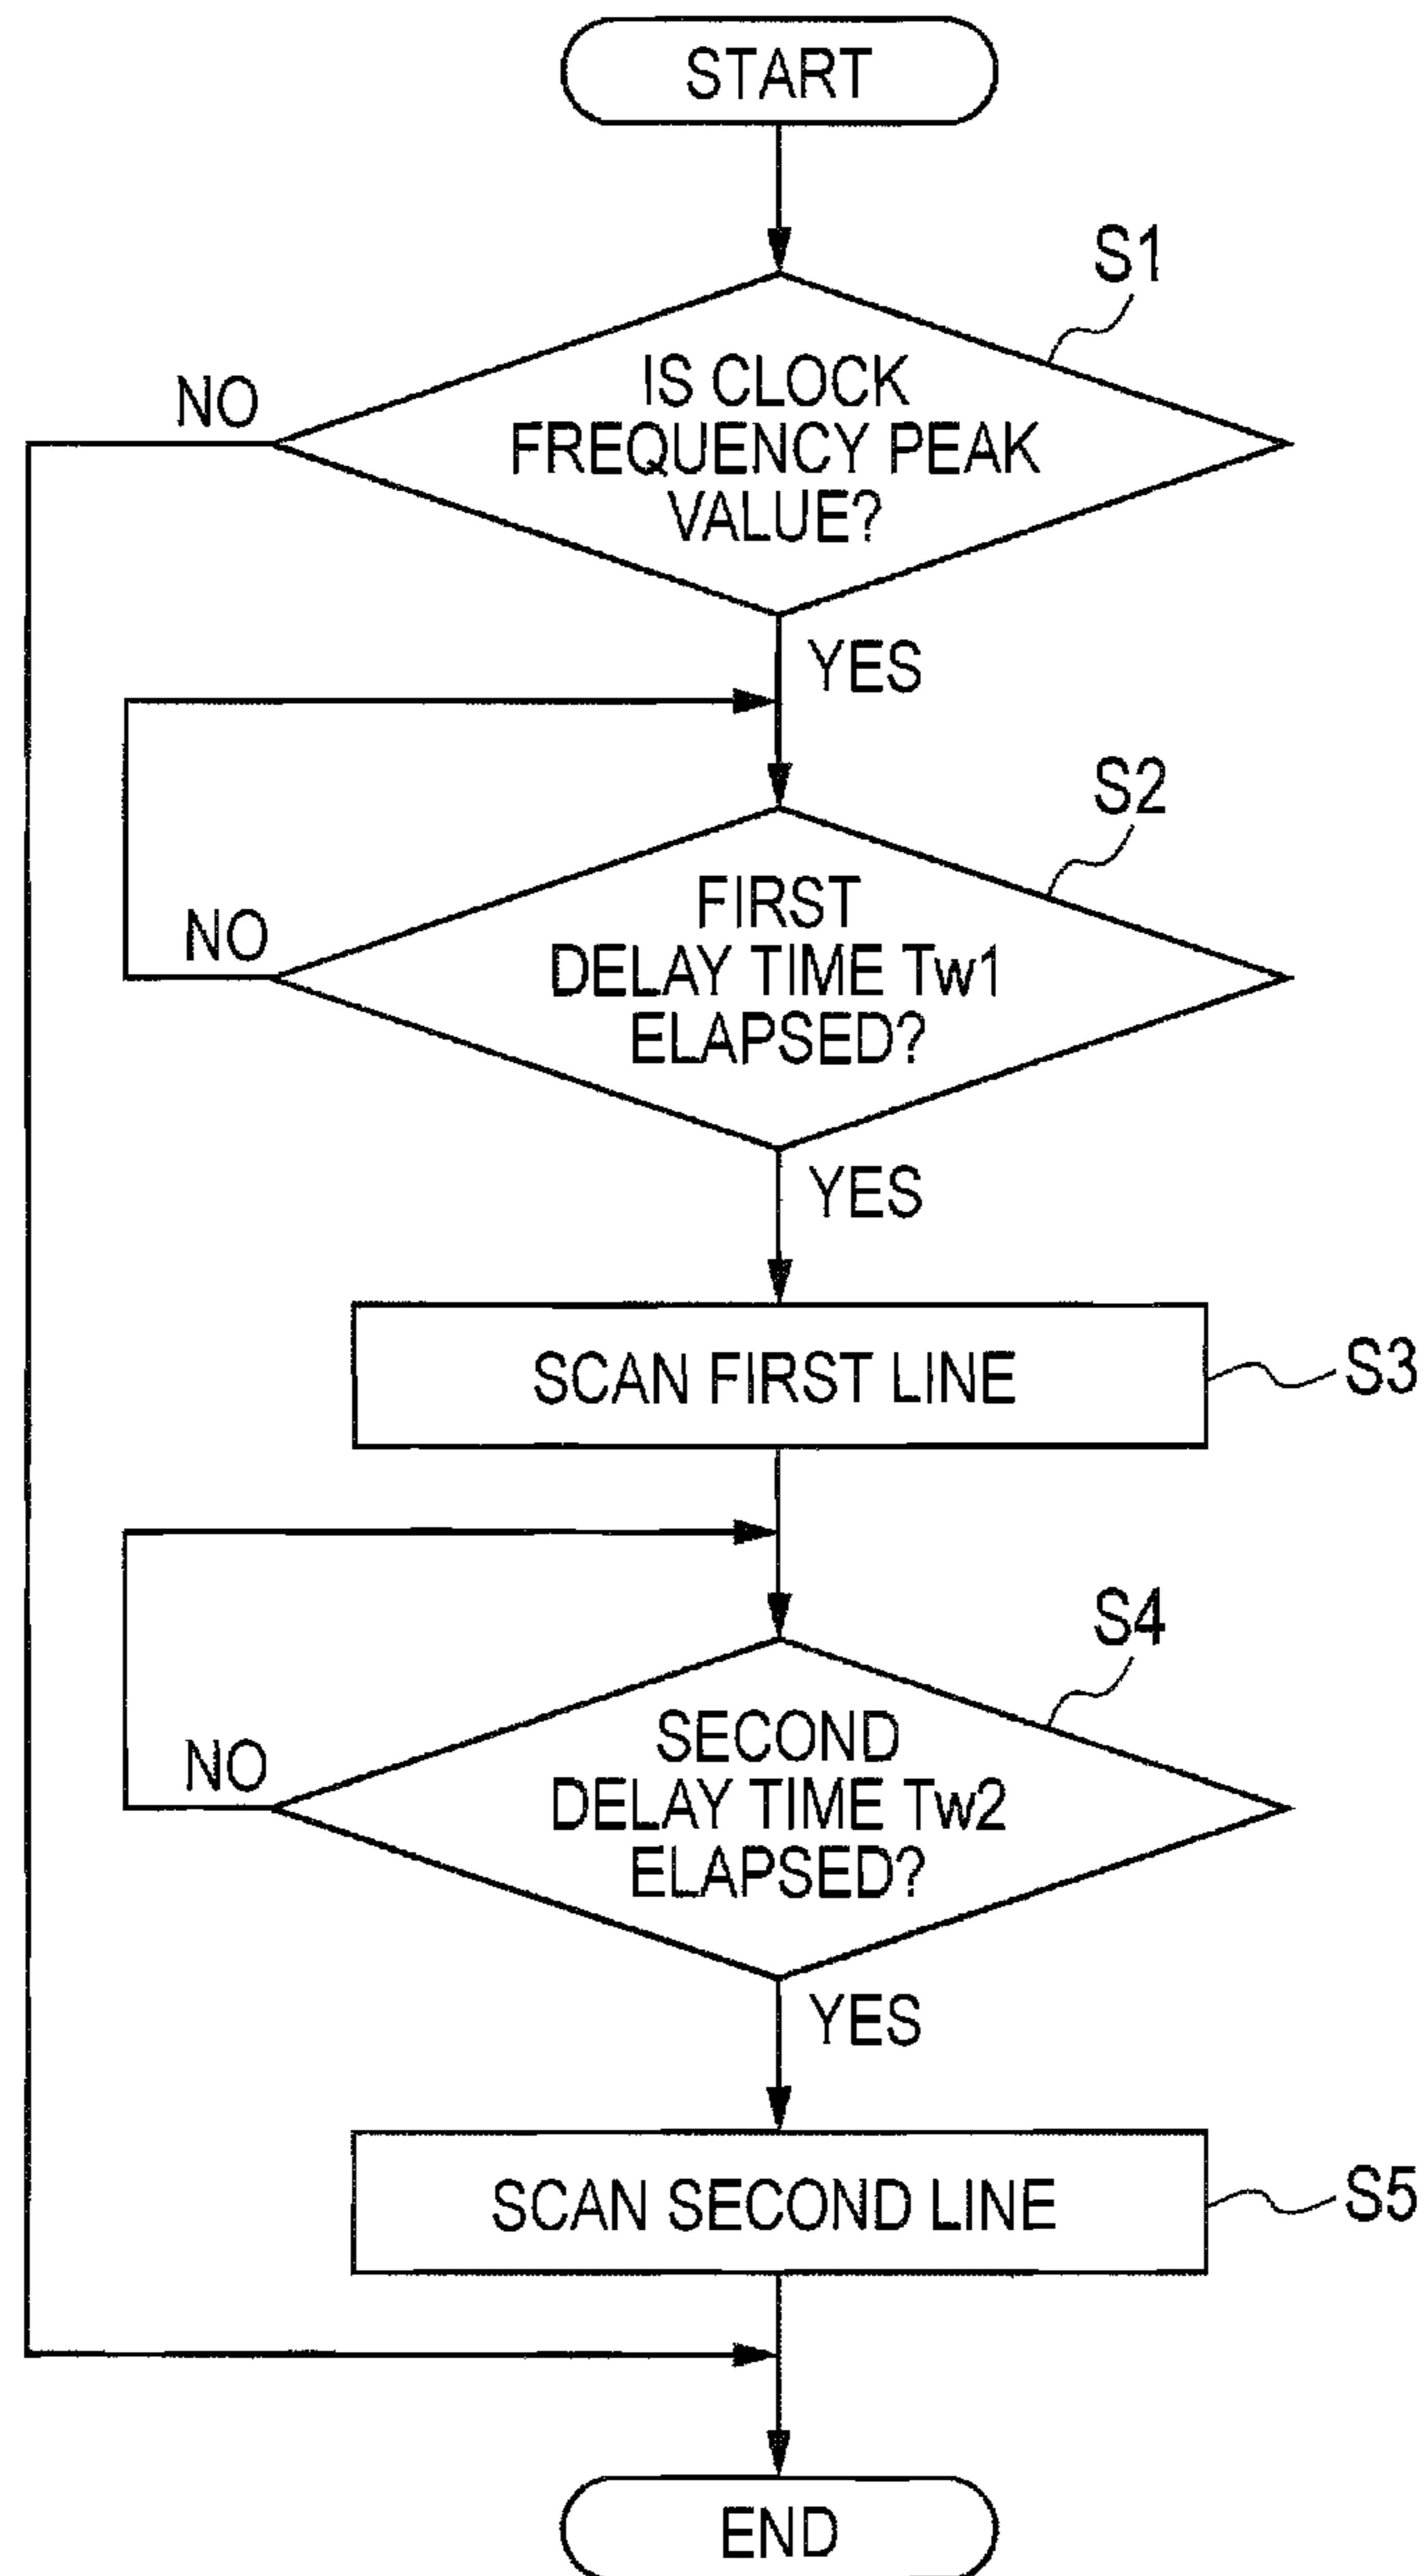 START
S1
IS CLOCK
FREQUENCY PEAK
VALUE?
NO
YES
S2
FIRST
DELAY TIME Tw1
ELAPSED?
NO
YES
SCAN FIRST LINE
S3
S4
SECOND
DELAY TIME Tw2
ELAPSED?
NO
YES
SCAN SECOND LINE
S5
END